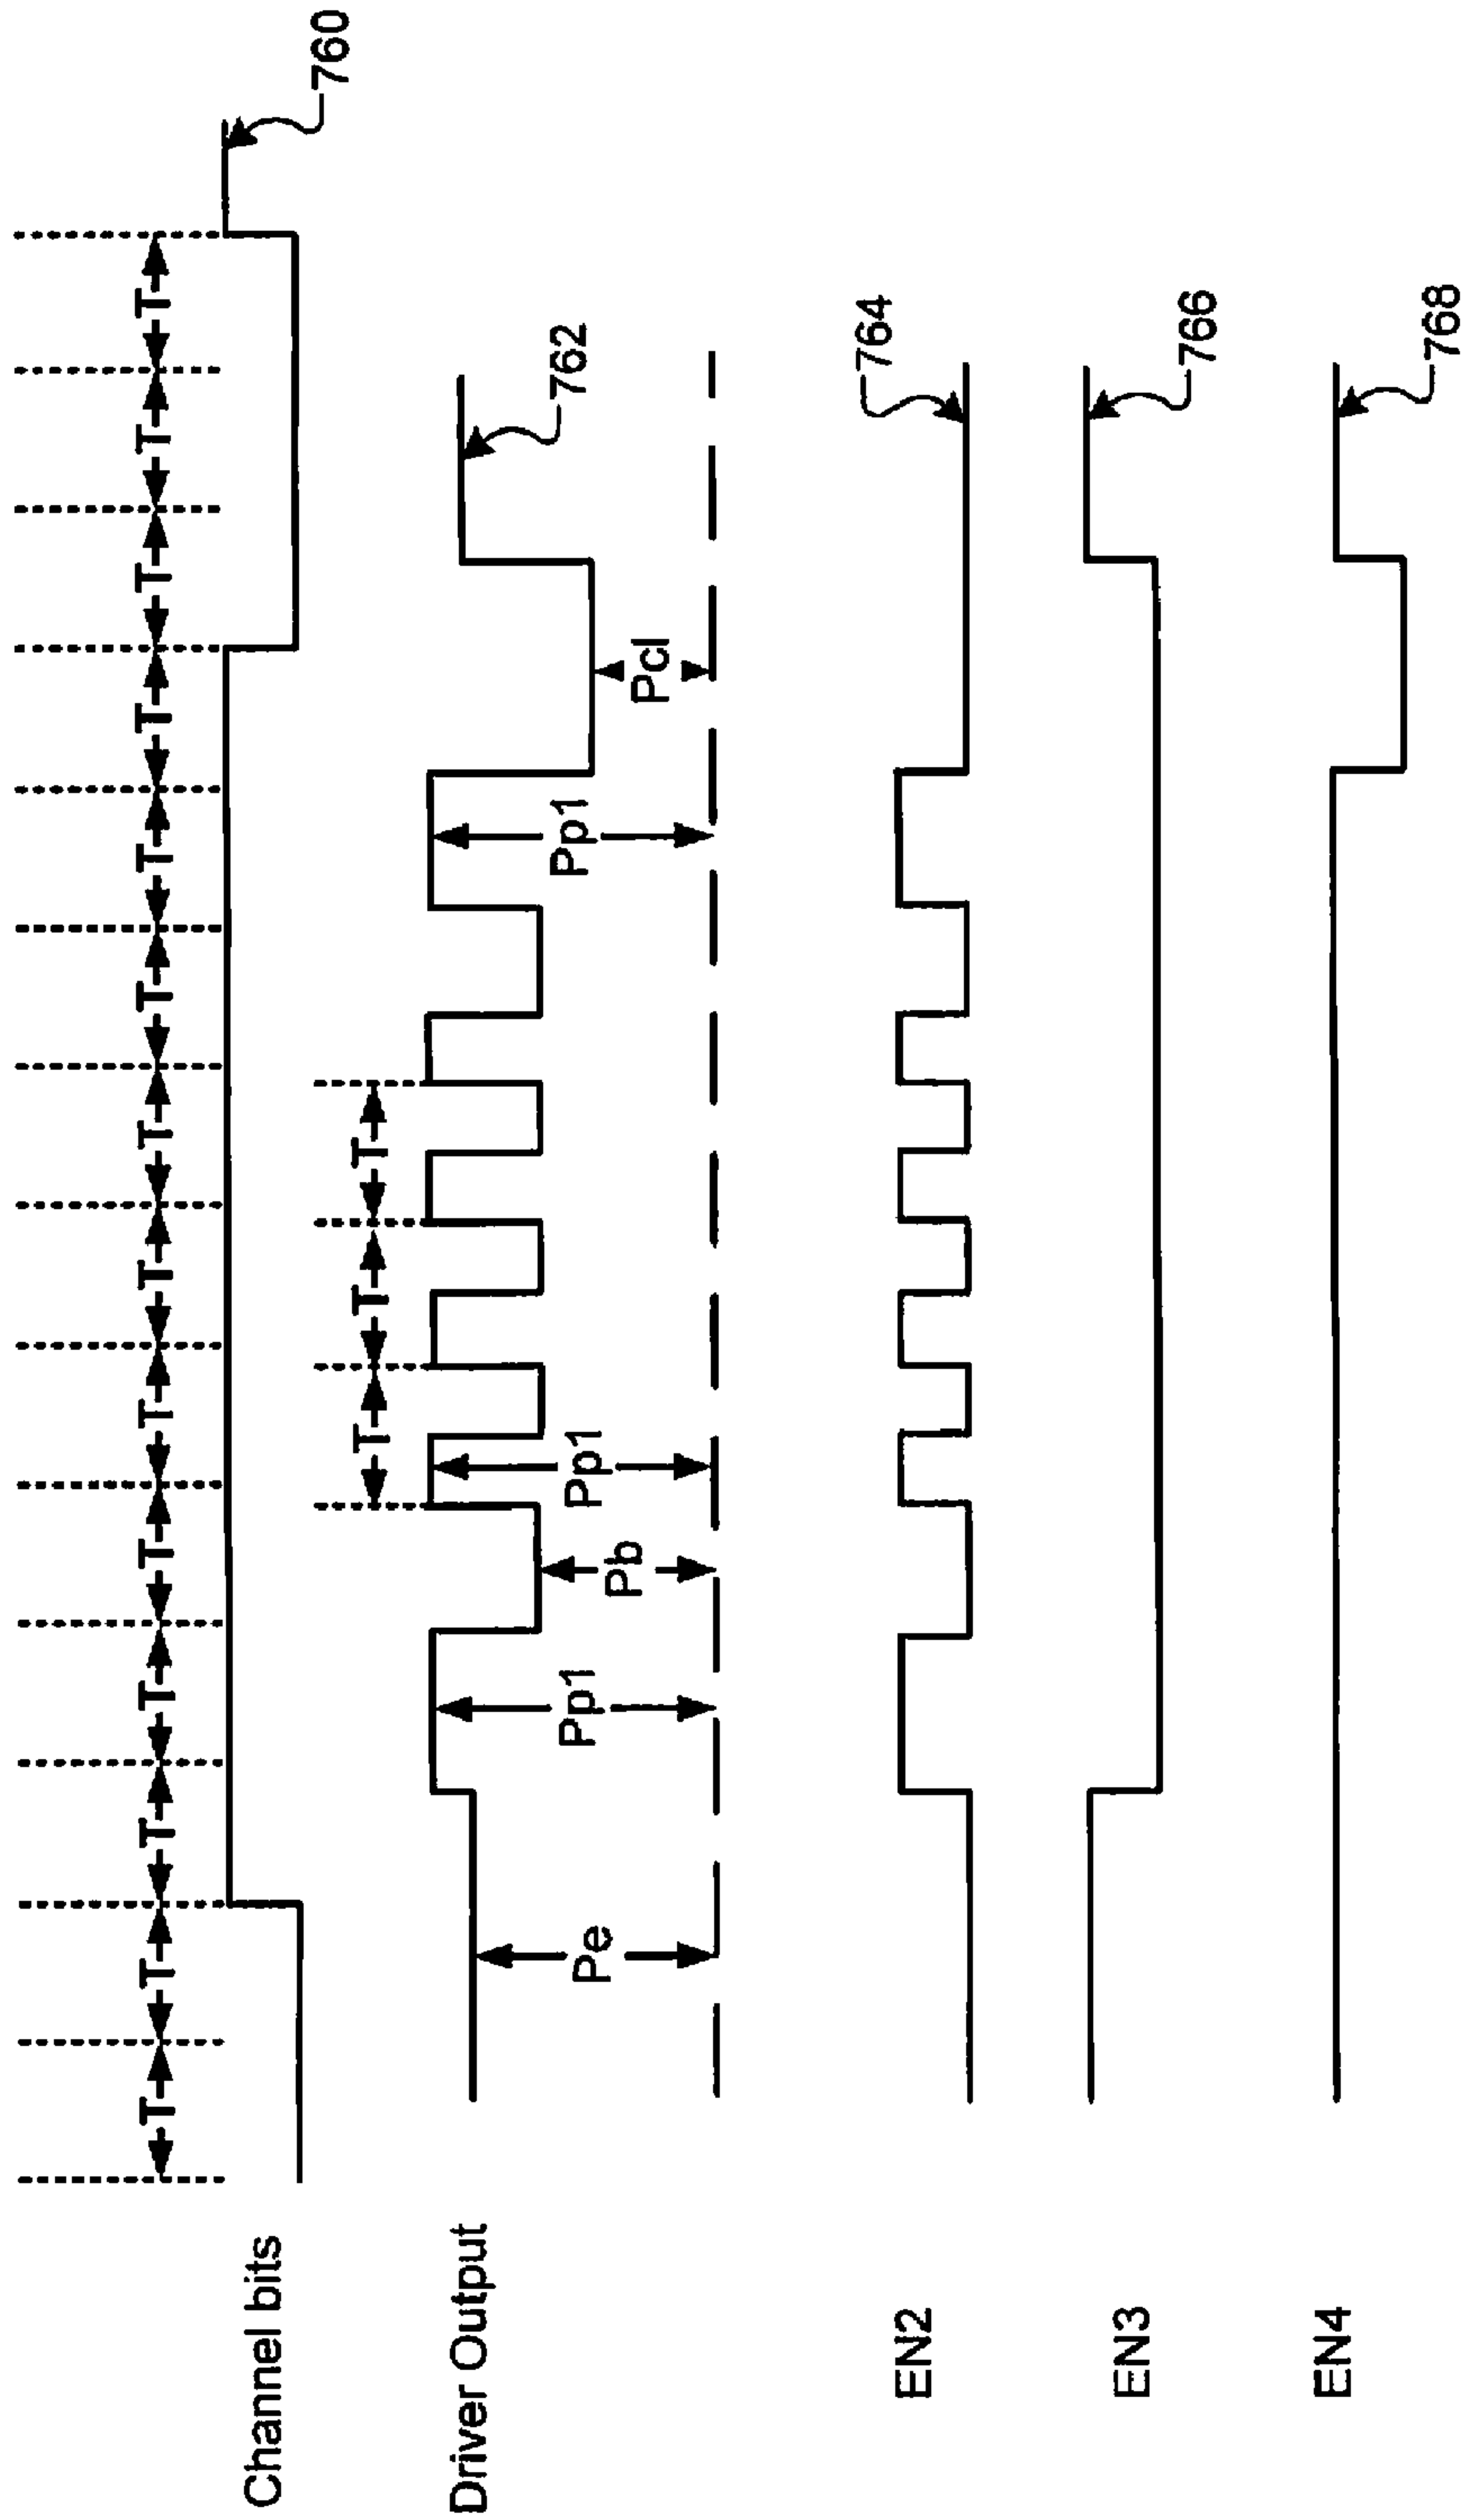 T T T T T T T T T T T T T T
Channel bits
760
T T T
Driver Output
Pe
Pp1
Pb
Pp1
Pp1
Pcl
762
EN2
764
EN3
766
EN4
768